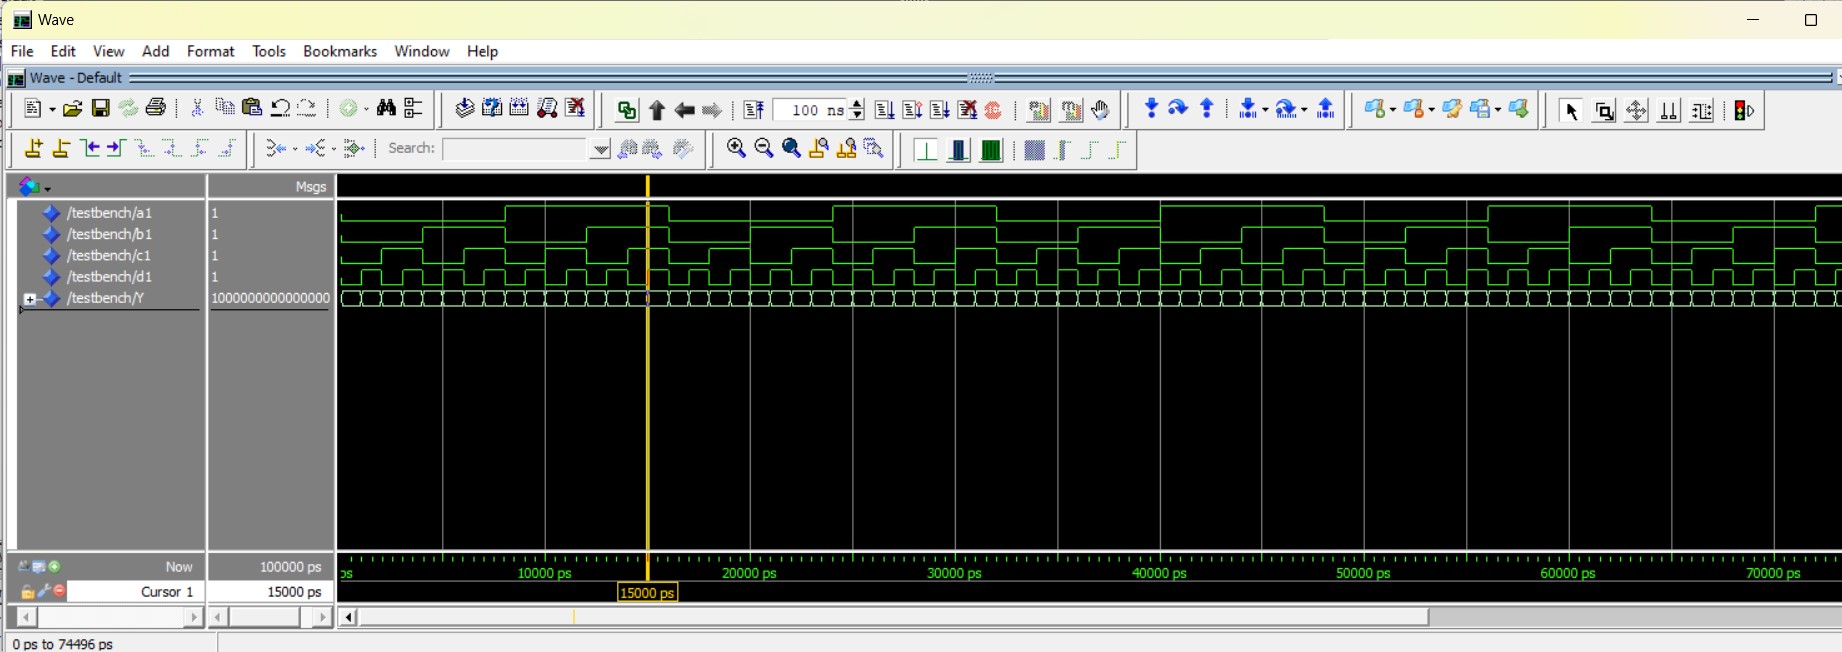 Wave
File Edit View Add Format Tools Bookmarks Window Help
Wave - Default
100 ns
Search:
Msgs
/testbench/a1 1
/testbench/b1 1
/testbench/c1 1
/testbench/d1 1
/testbench/Y 1000000000000000
Now 100000 ps
ps 10000 ps 20000 ps 30000 ps 40000 ps 50000 ps 60000 ps 70000 ps
Cursor 1 15000 ps
15000 ps
0 ps to 74496 ps